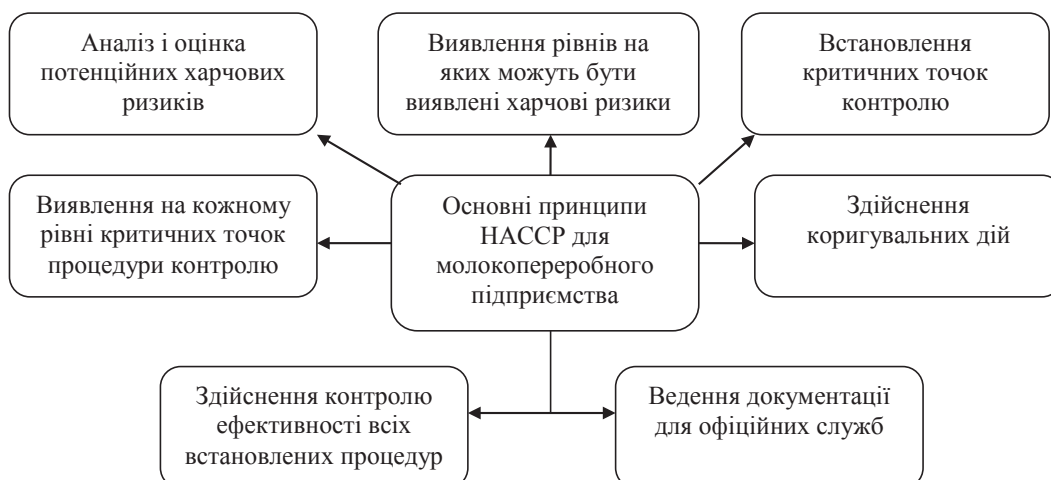 Аналіз і оцінка
потенційних харчових
ризиків
Виявлення рівнів на
яких можуть бути
виявлені харчові ризики
Встановлення
критичних точок
контролю
Виявлення на кожному
рівні критичних точок
процедури контролю
Основні принципи
НАССР для
молокопереробного
підприємства
Здійснення
коригувальних дій
Здійснення контролю
ефективності всіх
встановлених процедур
Ведення документації
для офіційних служб